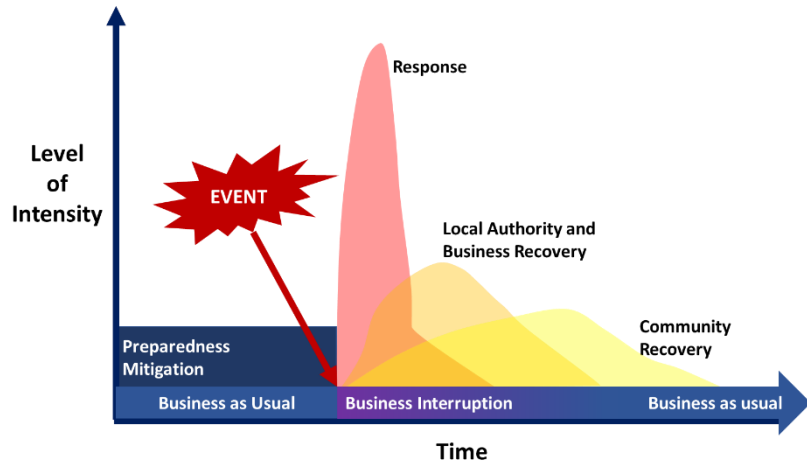 Response
Level
of
Intensity
EVENT
Local Authority and
Business Recovery
Preparedness
Mitigation
Community
Recovery
Business as Usual
Business Interruption
Business as usual
Time